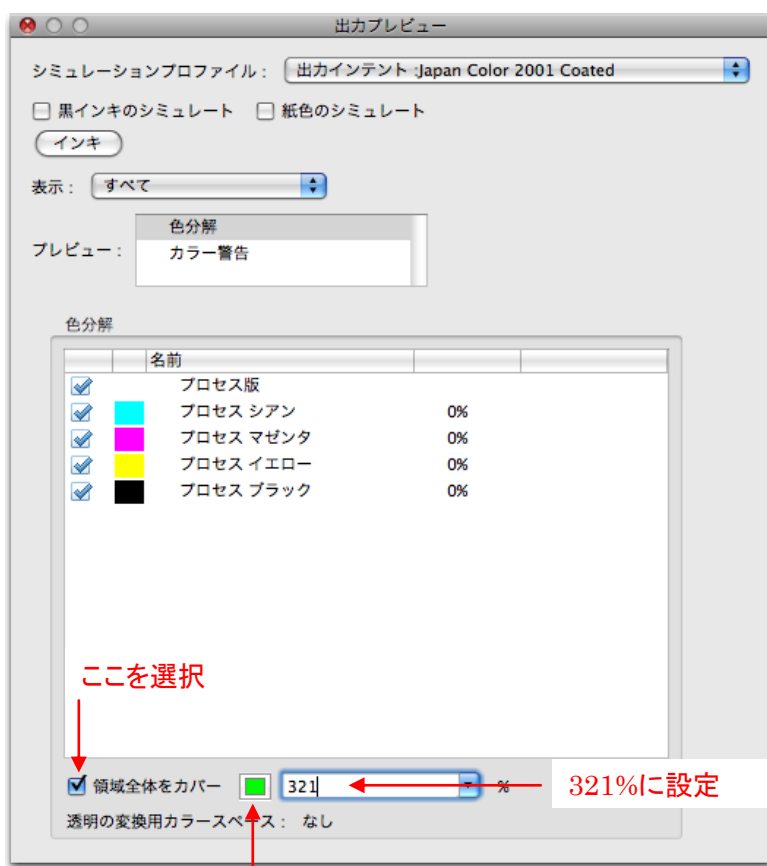 出力プレビュー
シミュレーションプロファイル： 出力インテント :Japan Color 2001 Coated
黒インキのシミュレート 紙色のシミュレート
インキ
表示： すべて
色分解
プレビュー： カラー警告
色分解
名前
プロセス版
プロセス シアン 0%
プロセス マゼンタ 0%
プロセス イエロー 0%
プロセス ブラック 0%
ここを選択
領域全体をカバー 321 % 321%に設定
透明の変換用カラースペース： なし